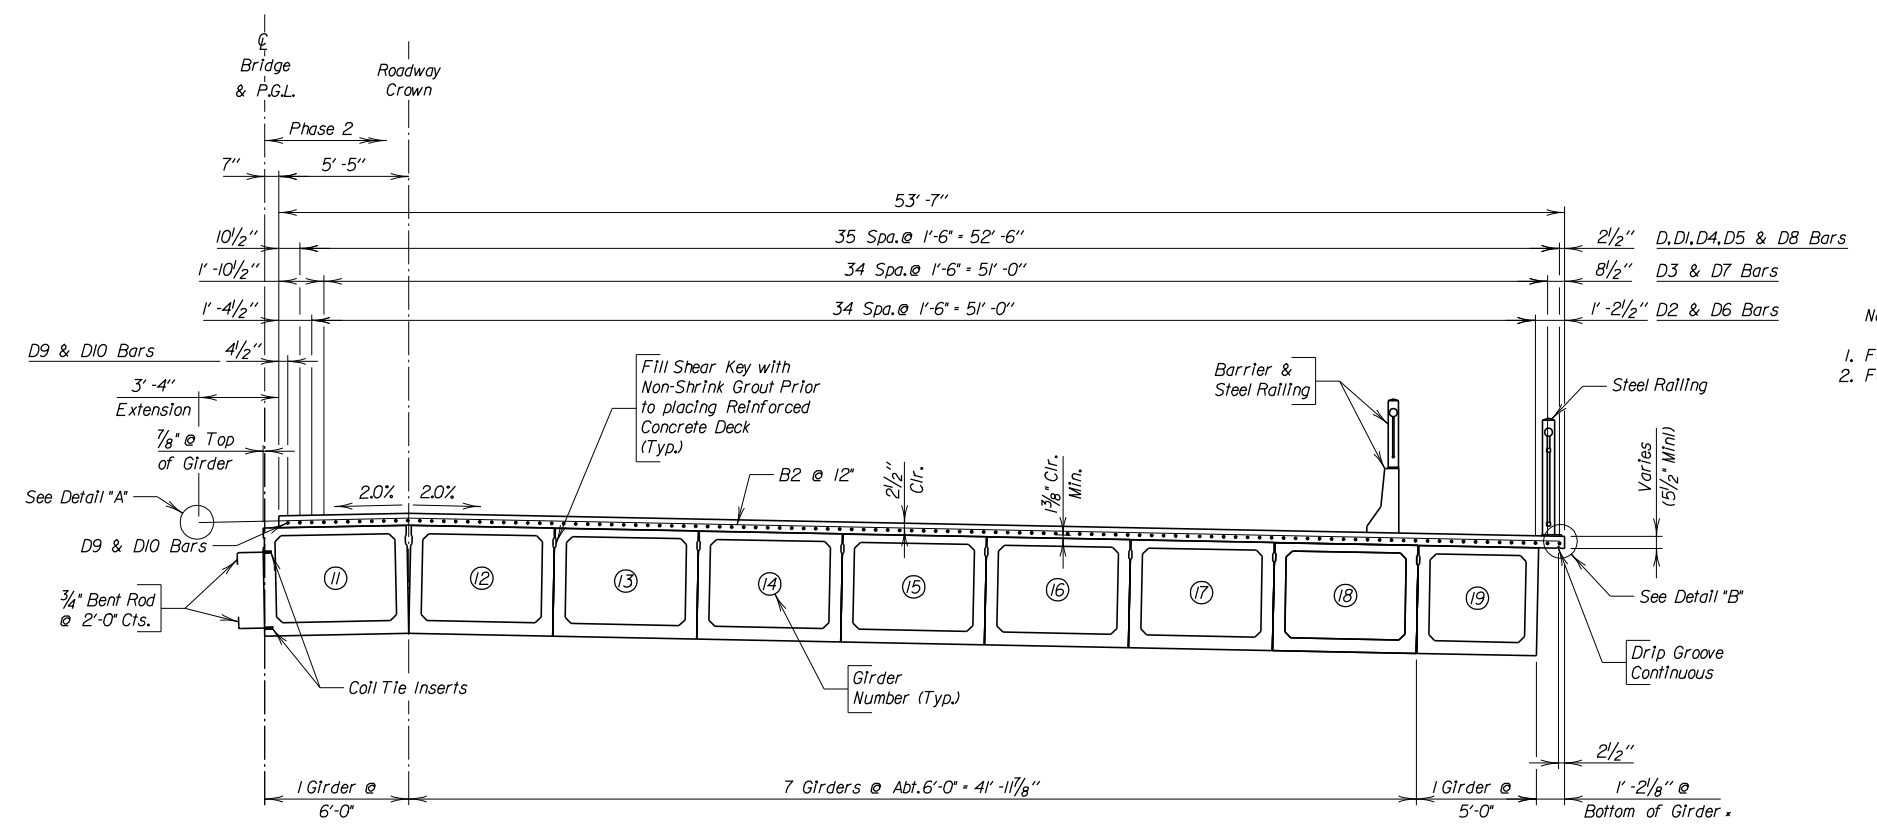 ℄
Bridge
& P.G.L.
Roadway
Crown
Phase 2
7"
5'-5"
53'-7"
10½"
35 Spa.@ 1'-6" = 52'-6"
2½"
D,D1,D4,D5 & D8 Bars
1'-10½"
34 Spa.@ 1'-6" = 51'-0"
8½"
D3 & D7 Bars
1'-4½"
34 Spa.@ 1'-6" = 51'-0"
1'-2½"
D2 & D6 Bars
D9 & D10 Bars
4½"
3'-4"
Extension
⅞" @ Top
of Girder
See Detail "A"
2.0%
2.0%
Fill Shear Key with
Non-Shrink Grout Prior
to placing Reinforced
Concrete Deck
(Typ.)
B2 @ 12"
2½"
Clr.
1⅜" Clr.
Min.
Barrier &
Steel Railing
Steel Railing
Varies
(5½" Min!)
1. F
2. F
D9 & D10 Bars
¾" Bent Rod
@ 2'-0" Cts.
11
12
13
14
15
16
17
18
19
See Detail "B"
Drip Groove
Continuous
Coil Tie Inserts
Girder
Number (Typ.)
2½"
1 Girder @
6'-0"
7 Girders @ Abt.6'-0" = 41'-11⅞"
1 Girder @
5'-0"
1'-2⅛" @
Bottom of Girder *